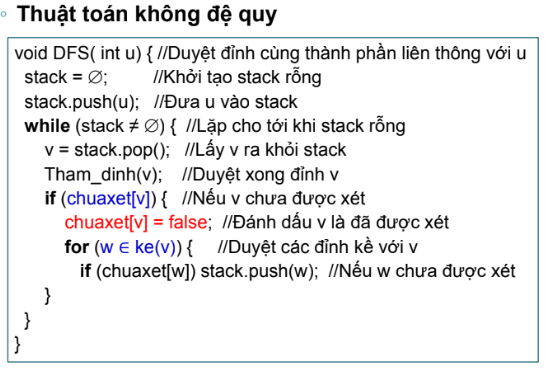 Thuật toán không đệ quy
void DFS( int u) { //Duyệt đỉnh cùng thành phần liên thông với u
stack = ∅; //Khởi tạo stack rỗng
stack.push(u); //Đưa u vào stack
while (stack ≠ ∅) { //Lặp cho tới khi stack rỗng
v = stack.pop(); //Lấy v ra khỏi stack
Tham_dinh(v); //Duyệt xong đỉnh v
if (chuaxet[v]) { //Nếu v chưa được xét
chuaxet[v] = false; //Đánh dấu v là đã được xét
for (w ∈ ke(v)) { //Duyệt các đỉnh kề với v
if (chuaxet[w]) stack.push(w); //Nếu w chưa được xét
}
}
}